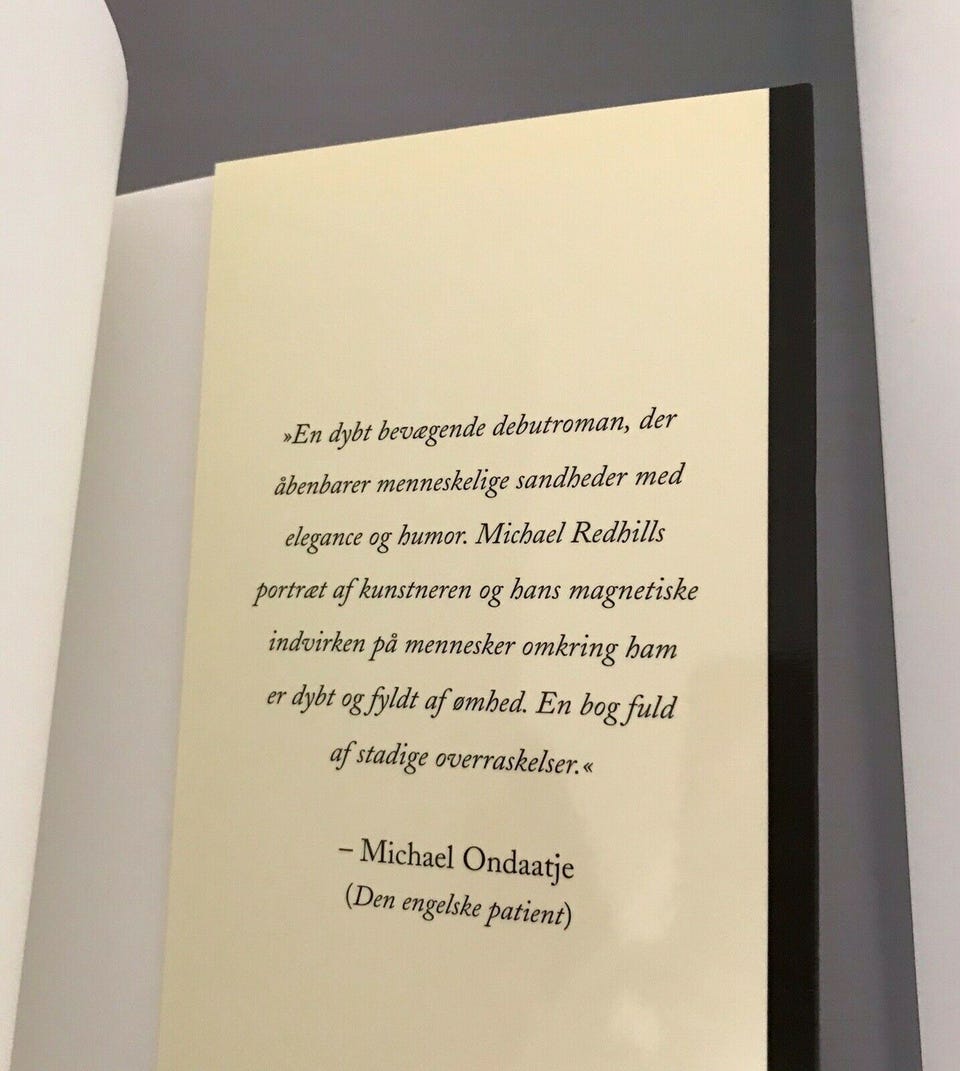 »En dybt bevægende debutroman, der
åbenbarer menneskelige sandheder med
elegance og humor. Michael Redhills
portræt af kunstneren og hans magnetiske
indvirken på mennesker omkring ham
er dybt og fyldt af ømhed. En bog fuld
af stadige overraskelser.«
– Michael Ondaatje
(Den engelske patient)